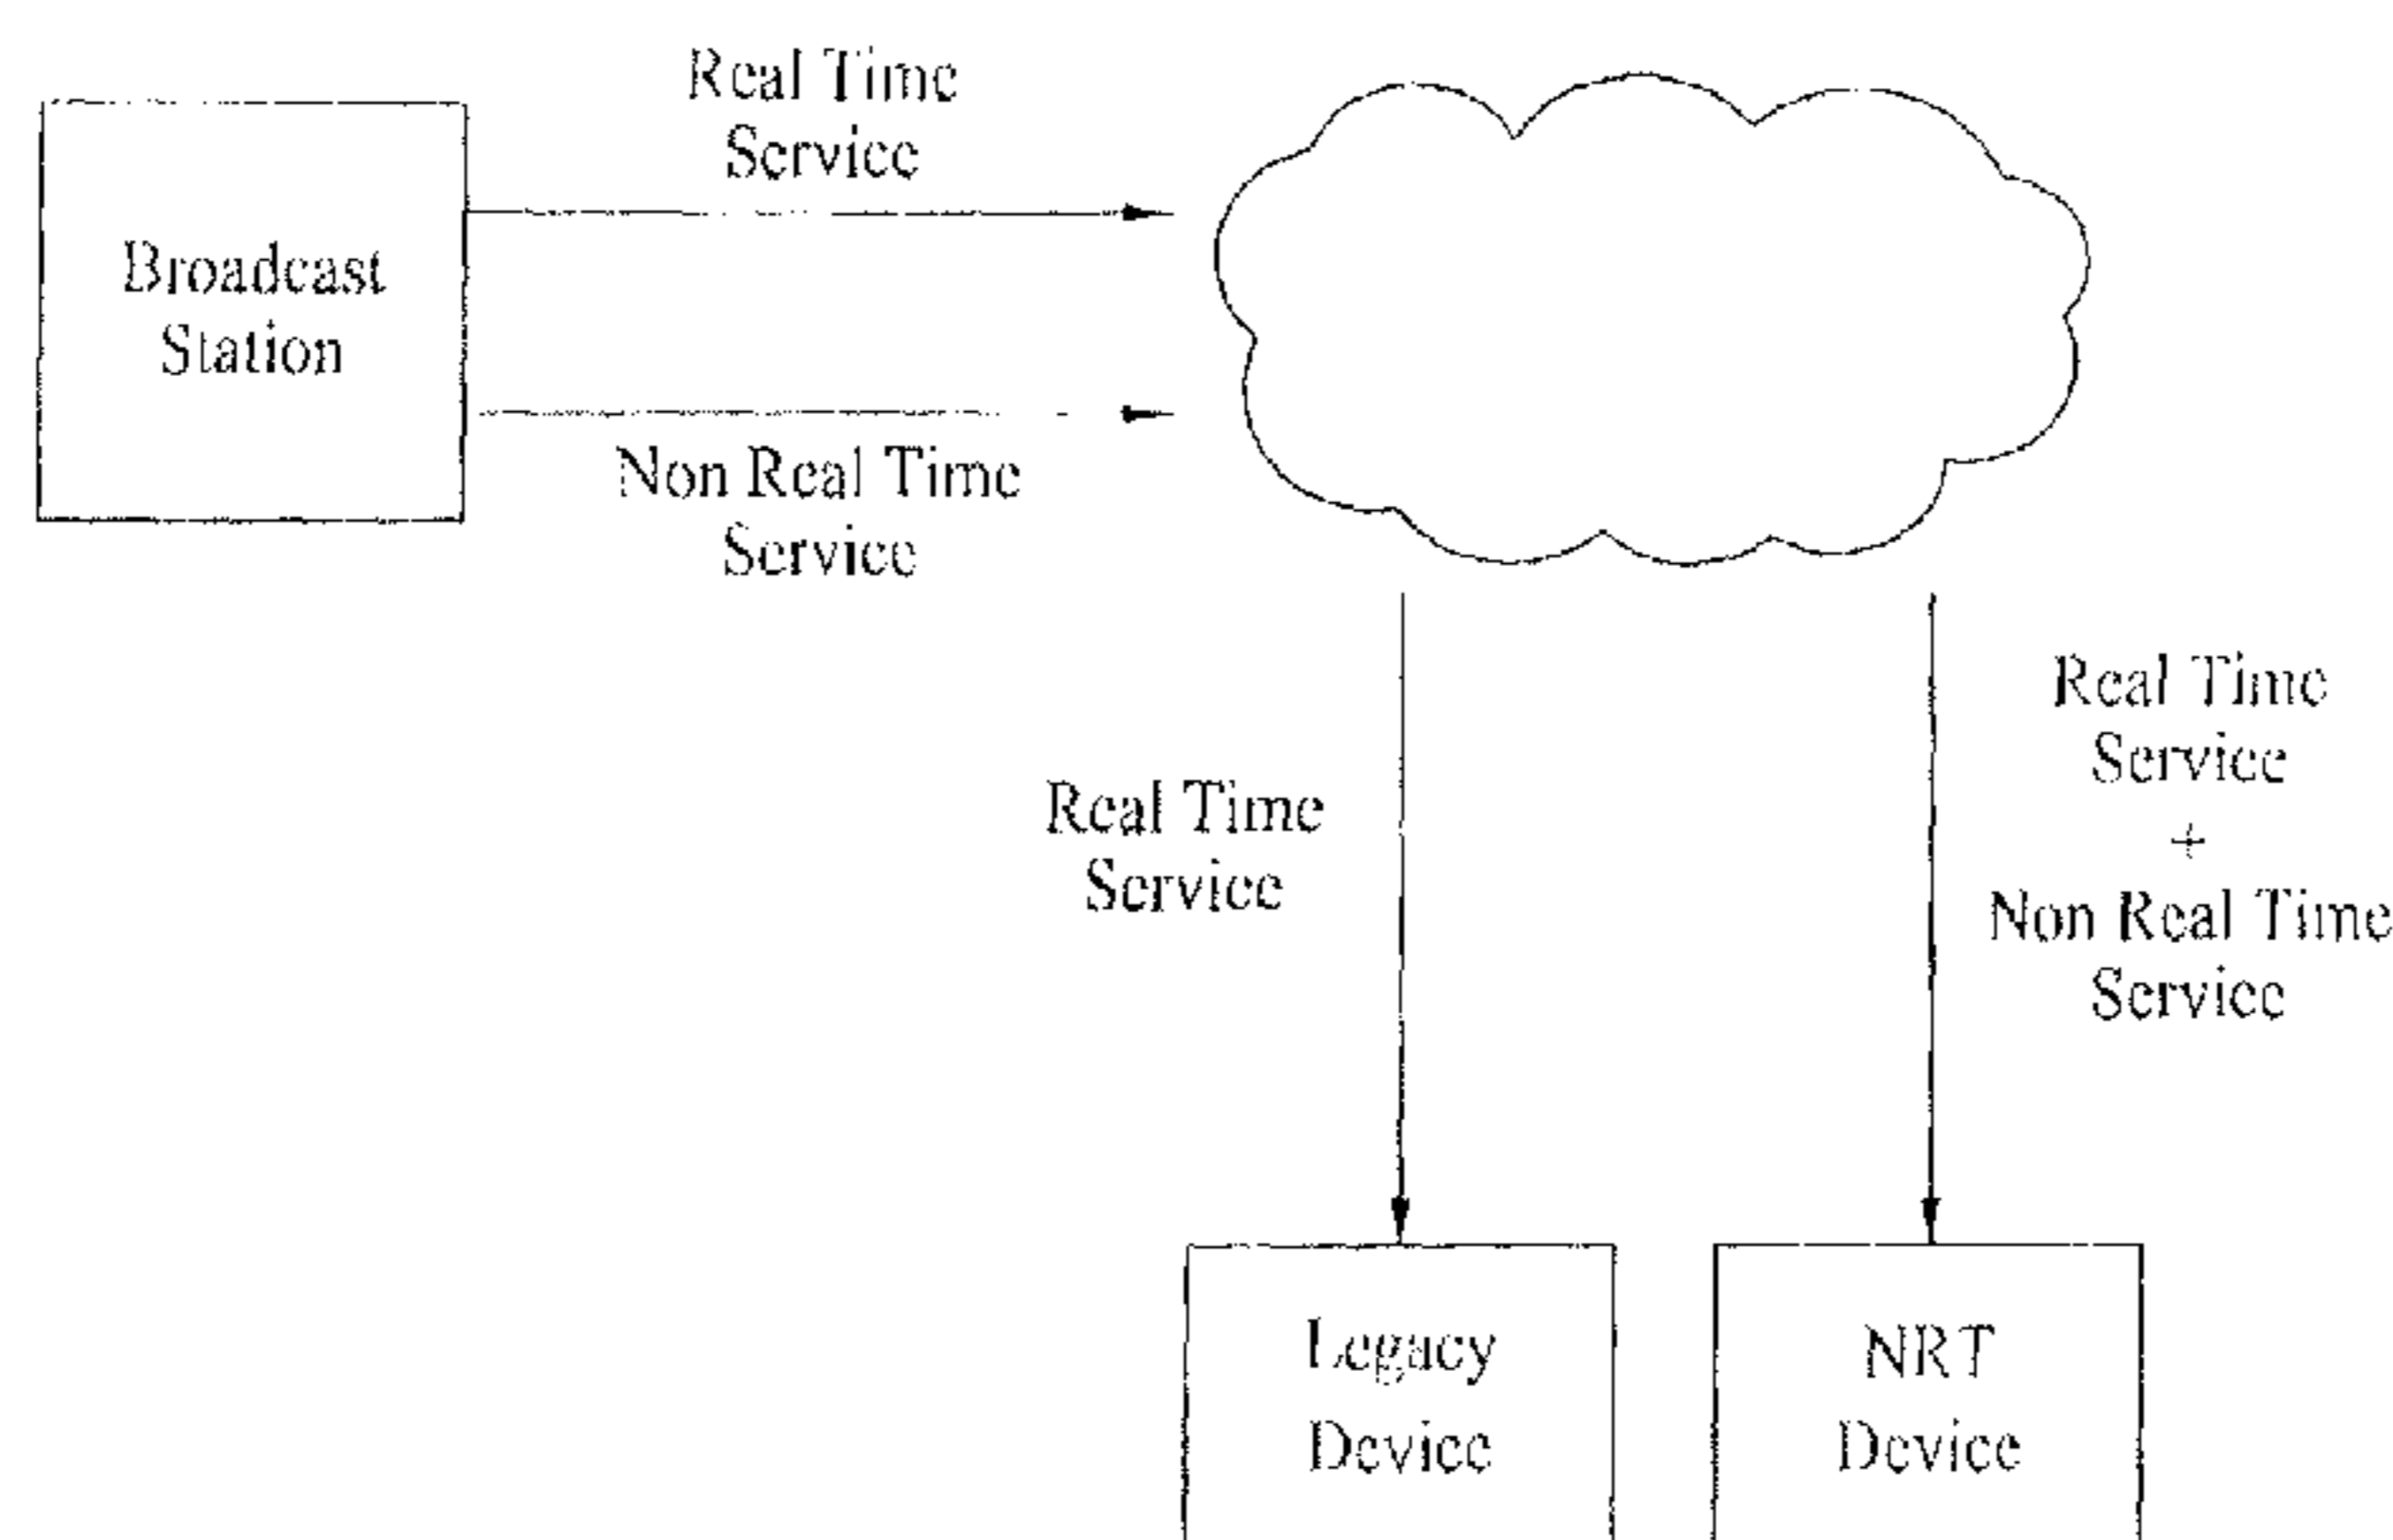 Real Time
Service
Broadcast
Station
Non Real Time
Service
Real Time
Service
Real Time
Service
+
Non Real Time
Service
Legacy
Device
NRT
Device